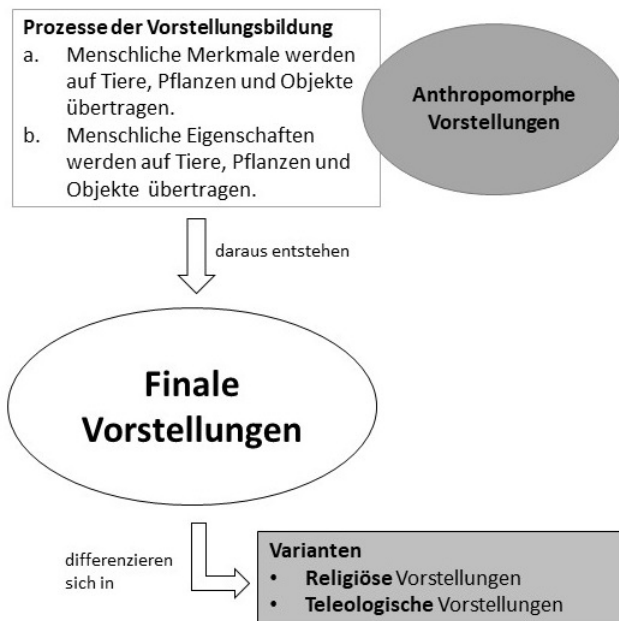 Prozesse der Vorstellungsbildung
a. Menschliche Merkmale werden
auf Tiere, Pflanzen und Objekte
übertragen.
b. Menschliche Eigenschaften
werden auf Tiere, Pflanzen und
Objekte übertragen.
Anthropomorphe
Vorstellungen
daraus entstehen
Finale
Vorstellungen
differenzieren
sich in
Varianten
• Religiöse Vorstellungen
• Teleologische Vorstellungen